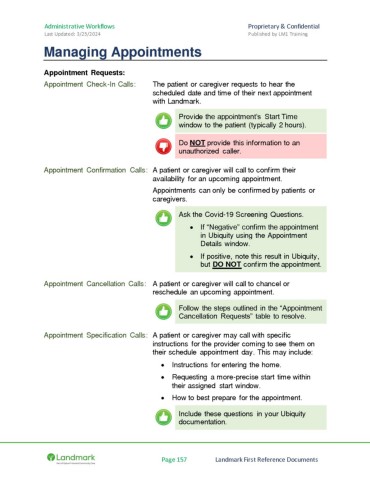 Administrative Workflows Proprietary & Confidential
Last Updated: 3/25/2024 Published by LMS Training
Managing Appointments
Appointment Requests:
Appointment Check-In Calls: The patient or caregiver requests to hear the
scheduled date and time of their next appointment
with Landmark.
Provide the appointment's Start Time
window to the patient (typically 2 hours).
Do NOT provide this information to an
unauthorized caller.
Appointment Confirmation Calls: A patient or caregiver will call to confirm their
availability for an upcoming appointment.
Appointments can only be confirmed by patients or
caregivers.
Ask the Covid-19 Screening Questions.
• If "Negative" confirm the appointment
in Ubiquity using the Appointment
Details window.
• If positive, note this result in Ubiquity,
but DO NOT confirm the appointment.
Appointment Cancellation Calls: A patient or caregiver will call to chancel or
reschedule an upcoming appointment.
Follow the steps outlined in the "Appointment
Cancellation Requests" table to resolve.
Appointment Specification Calls: A patient or caregiver may call with specific
instructions for the provider coming to see them on
their schedule appointment day. This may include:
• Instructions for entering the home.
• Requesting a more-precise start time within
their assigned start window.
• How to best prepare for the appointment.
Include these questions in your Ubiquity
documentation.
Landmark Page 157 Landmark First Reference Documents